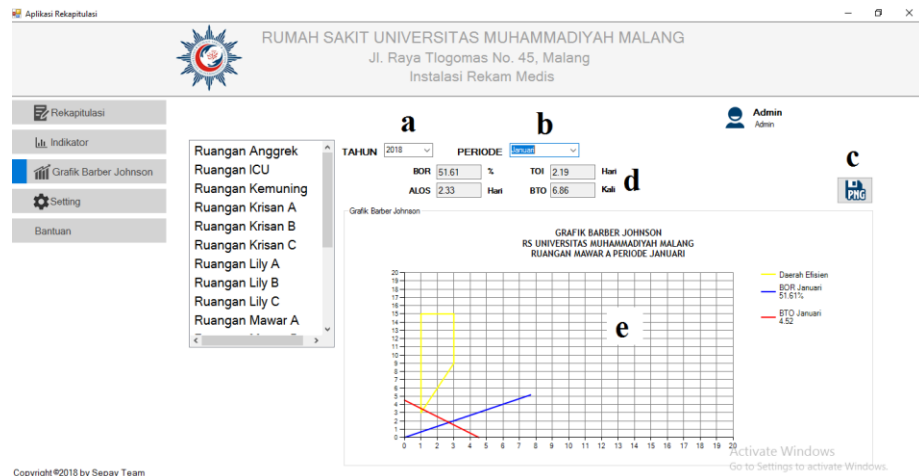 Aplikasi Rekapitulasi
RUMAH SAKIT UNIVERSITAS MUHAMMADIYAH MALANG
Jl. Raya Tlogomas No. 45, Malang
Instalasi Rekam Medis
Rekapitulasi
Indikator
Grafik Barber Johnson
Setting
Bantuan
Admin
Admin
Ruangan Anggrek
Ruangan ICU
Ruangan Kemuning
Ruangan Krisan A
Ruangan Krisan B
Ruangan Krisan C
Ruangan Lily A
Ruangan Lily B
Ruangan Lily C
Ruangan Mawar A
a b
TAHUN 2018 PERIODE Januari
c
BOR 51.61 % TOI 2.19 Hari
ALOS 2.33 Hari BTO 6.86 Kali
d
PNG
Grafik Barber Johnson
GRAFIK BARBER JOHNSON
RS UNIVERSITAS MUHAMMADIYAH MALANG
RUANGAN MAWAR A PERIODE JANUARI
20
19
18
17
16
15
14
13
12
11
10
9
8
7
6
5
4
3
2
1
0
0 1 2 3 4 5 6 7 8 9 10 11 12 13 14 15 16 17 18 19 20
e
Daerah Efisien
BOR Januari
51.61%
BTO Januari
4.52
Activate Windows
Go to Settings to activate Windows.
Copyright©2018 by Sepay Team